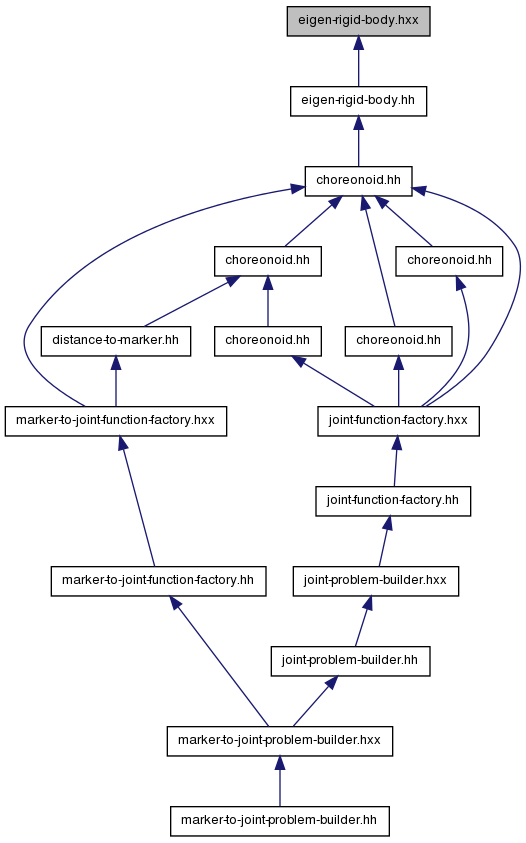 eigen-rigid-body.hxx
eigen-rigid-body.hh
choreonoid.hh
choreonoid.hh
choreonoid.hh
distance-to-marker.hh
choreonoid.hh
choreonoid.hh
marker-to-joint-function-factory.hxx
joint-function-factory.hxx
joint-function-factory.hh
marker-to-joint-function-factory.hh
joint-problem-builder.hxx
joint-problem-builder.hh
marker-to-joint-problem-builder.hxx
marker-to-joint-problem-builder.hh